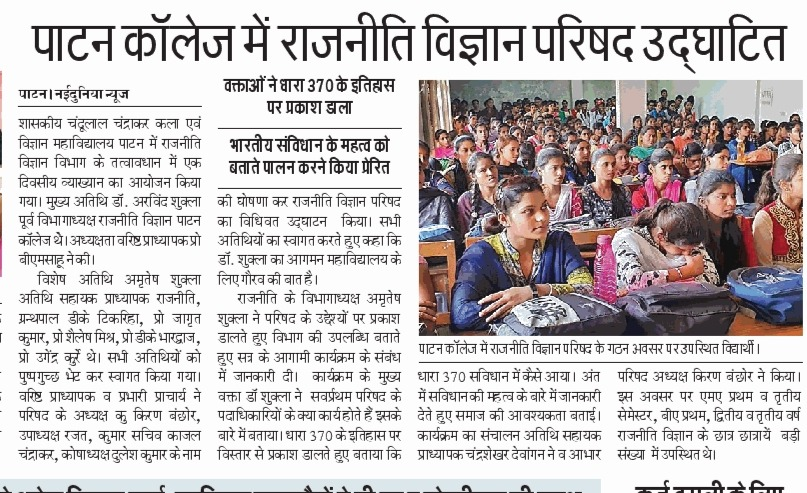 पाटन कॉलेज में राजनीति विज्ञान परिषद उद्घाटित
पाटन। नईदुनिया न्यूज
शासकीय चंदूलाल चंद्राकर कला एवं
विज्ञान महाविद्यालय पाटन में राजनीति
विज्ञान विभाग के तत्वावधान में एक
दिवसीय व्याख्यान का आयोजन किया
गया। मुख्य अतिथि डॉ. अरविंद शुक्ला
पूर्व विभागाध्यक्ष राजनीति विज्ञान पाटन
कॉलेज थे। अध्यक्षता वरिष्ठ प्राध्यापक प्रो
बीएमसाहू ने की।
विशेष अतिथि अमृतेष शुक्ला
अतिथि सहायक प्राध्यापक राजनीति,
ग्रन्थपाल डीके टिकरिहा, प्रो जागृत
कुमार, प्रो शैलेष मिश्र, प्रो डीके भारद्वाज,
प्रो उगेंद्र कुर्रे थे। सभी अतिथियों को
पुष्पगुच्छ भेट कर स्वागत किया गया।
वरिष्ठ प्राध्यापक व प्रभारी प्राचार्य ने
परिषद के अध्यक्ष कु किरण बंछोर,
उपाध्यक्ष रजत, कुमार सचिव काजल
चंद्राकर, कोषाध्यक्ष दुलेश कुमार के नाम
वक्ताओं ने धारा 370 के इतिहास
पर प्रकाश डाला
भारतीय संविधान के महत्व को
बताते पालन करने किया प्रेरित
की घोषणा कर राजनीति विज्ञान परिषद
का विधिवत उद्घाटन किया। सभी
अतिथियों का स्वागत करते हुए कहा कि
डॉ. शुक्ला का आगमन महाविद्यालय के
लिए गौरव की बात है।
राजनीति के विभागाध्यक्ष अमृतेष
शुक्ला ने परिषद के उद्देश्यों पर प्रकाश
डालते हुए विभाग की उपलब्धि बताते
हुए सत्र के आगामी कार्यक्रम के संबंध
में जानकारी दी। कार्यक्रम के मुख्य
वक्ता डॉ शुक्ला ने सवर्प्रथम परिषद के
पदाधिकारियों के क्या कार्य होते हैं इसके
बारे में बताया। धारा 370 के इतिहास पर
विस्तार से प्रकाश डालते हुए बताया कि
पाटन कॉलेज में राजनीति विज्ञान परिषद के गठन अवसर पर उपस्थित विद्यार्थी।
धारा 370 सविधान में कैसे आया। अंत
में सविधान की महत्व के बारे में जानकारी
देते हुए समाज की आवश्यकता बताई।
कार्यक्रम का संचालन अतिथि सहायक
प्राध्यापक चंद्रशेखर देवांगन ने व आभार
परिषद अध्यक्ष किरण बंछोर ने किया।
इस अवसर पर एमए प्रथम व तृतीय
सेमेस्टर, बीए प्रथम, द्वितीय व तृतीय वर्ष
राजनीति विज्ञान के छात्र छात्रायें बड़ी
संख्या में उपस्थित थे।